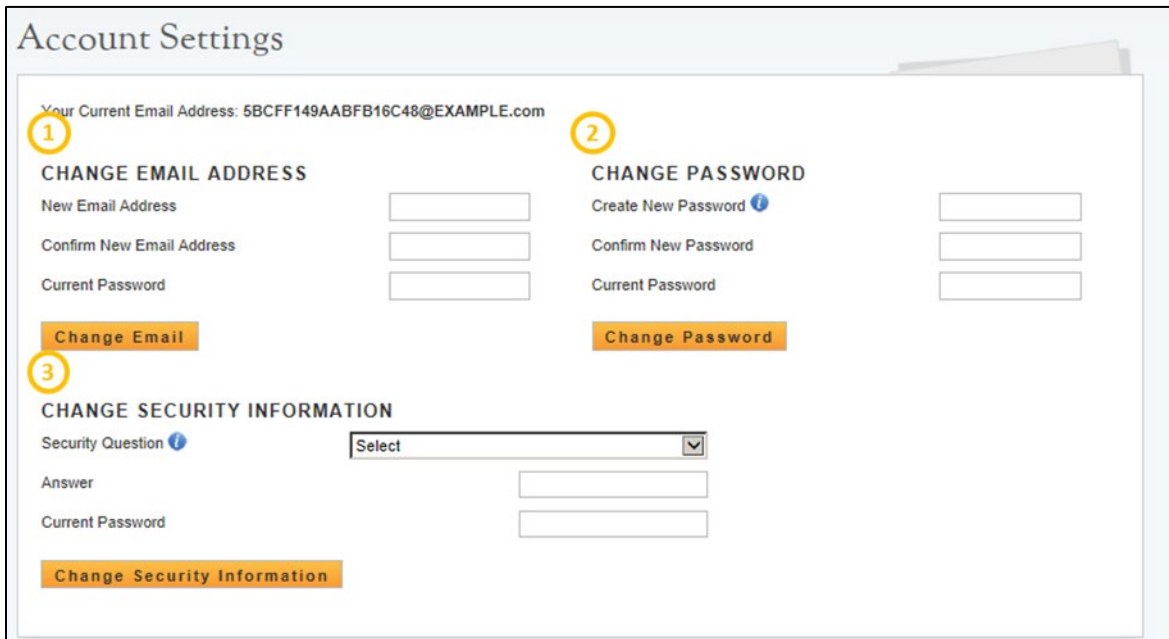 Account Settings
Your Current Email Address: 5BCFF149AABFB16C48@EXAMPLE.com
1
CHANGE EMAIL ADDRESS
New Email Address
Confirm New Email Address
Current Password
Change Email
2
CHANGE PASSWORD
Create New Password i
Confirm New Password
Current Password
Change Password
3
CHANGE SECURITY INFORMATION
Security Question i
Select
Answer
Current Password
Change Security Information